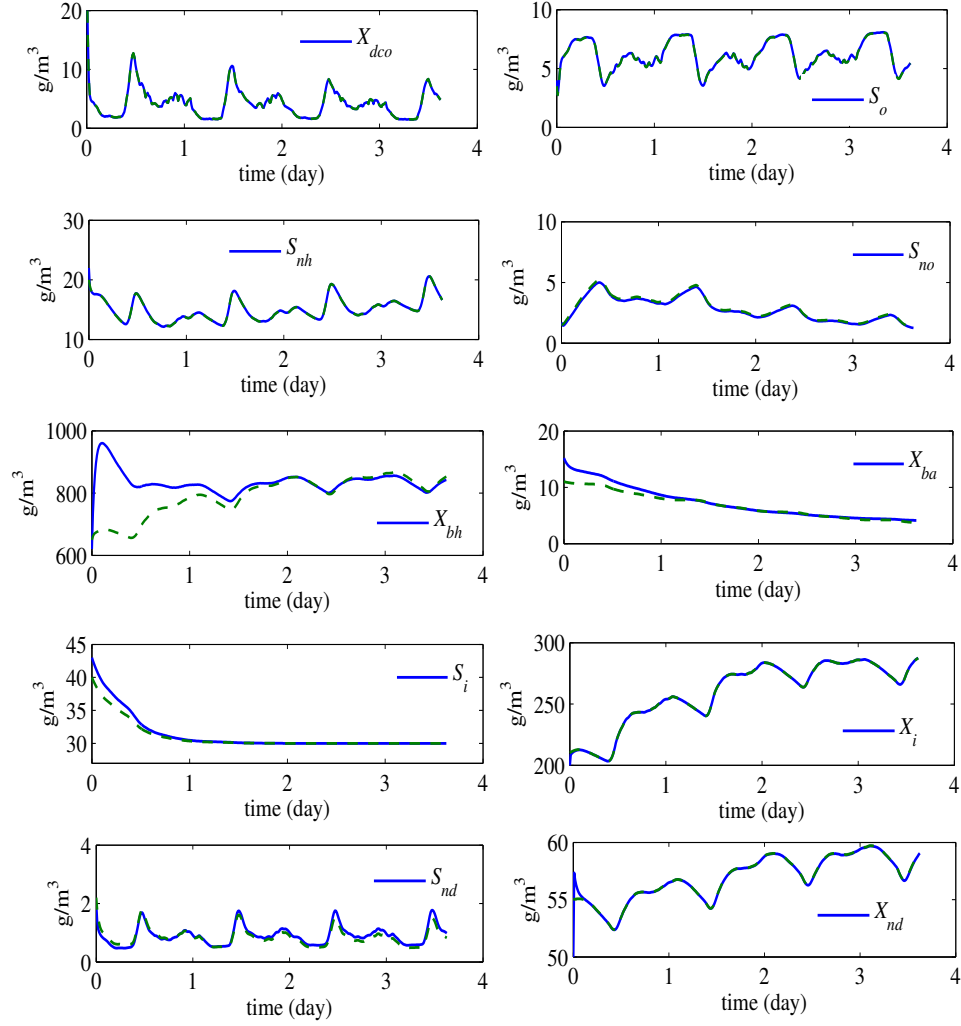 20
10
0
g/m³
X_dco
0 1 2 3 4
time (day)
10
5
0
g/m³
S_o
0 1 2 3 4
time (day)
30
20
10
g/m³
S_nh
0 1 2 3 4
time (day)
10
5
0
g/m³
S_no
0 1 2 3 4
time (day)
1000
800
600
g/m³
X_bh
0 1 2 3 4
time (day)
20
10
0
g/m³
X_ba
0 1 2 3 4
time (day)
45
40
35
30
g/m³
S_i
0 1 2 3 4
time (day)
300
250
200
g/m³
X_i
0 1 2 3 4
time (day)
4
2
0
g/m³
S_nd
0 1 2 3 4
time (day)
60
55
50
g/m³
X_nd
0 1 2 3 4
time (day)